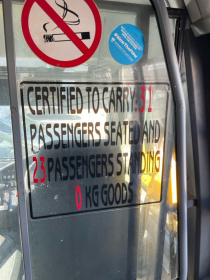 CERTIFIED TO CARRY: 31
PASSENGERS SEATED AND
23 PASSENGERS STANDING
0 KG GOODS